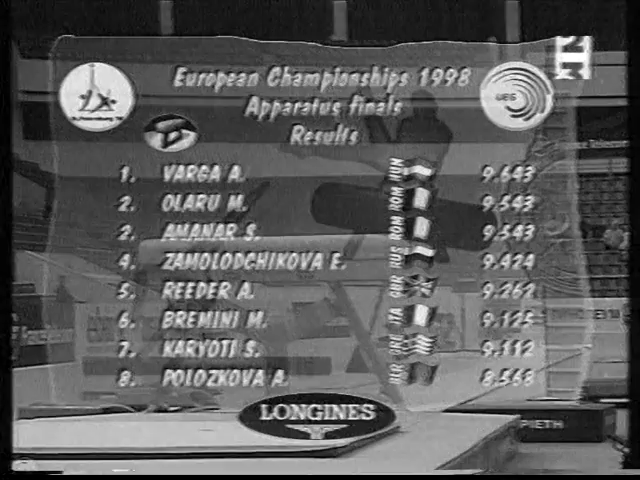 European Championships 1998
Apparatus Finals
UEG
Results
1. VARGA A. HUN 9.643
2. OLARU M. ROM 9.543
2. AMANAR S. ROM 9.543
4. ZAMOLODCHIKOVA E. RUS 9.424
5. REEDER A. GBR 9.262
6. BREMINI M. ITA 9.125
7. KARYOTI S. GRE 9.112
8. POLOZKOVA A. BLR 8.568
LONGINES
PIETH